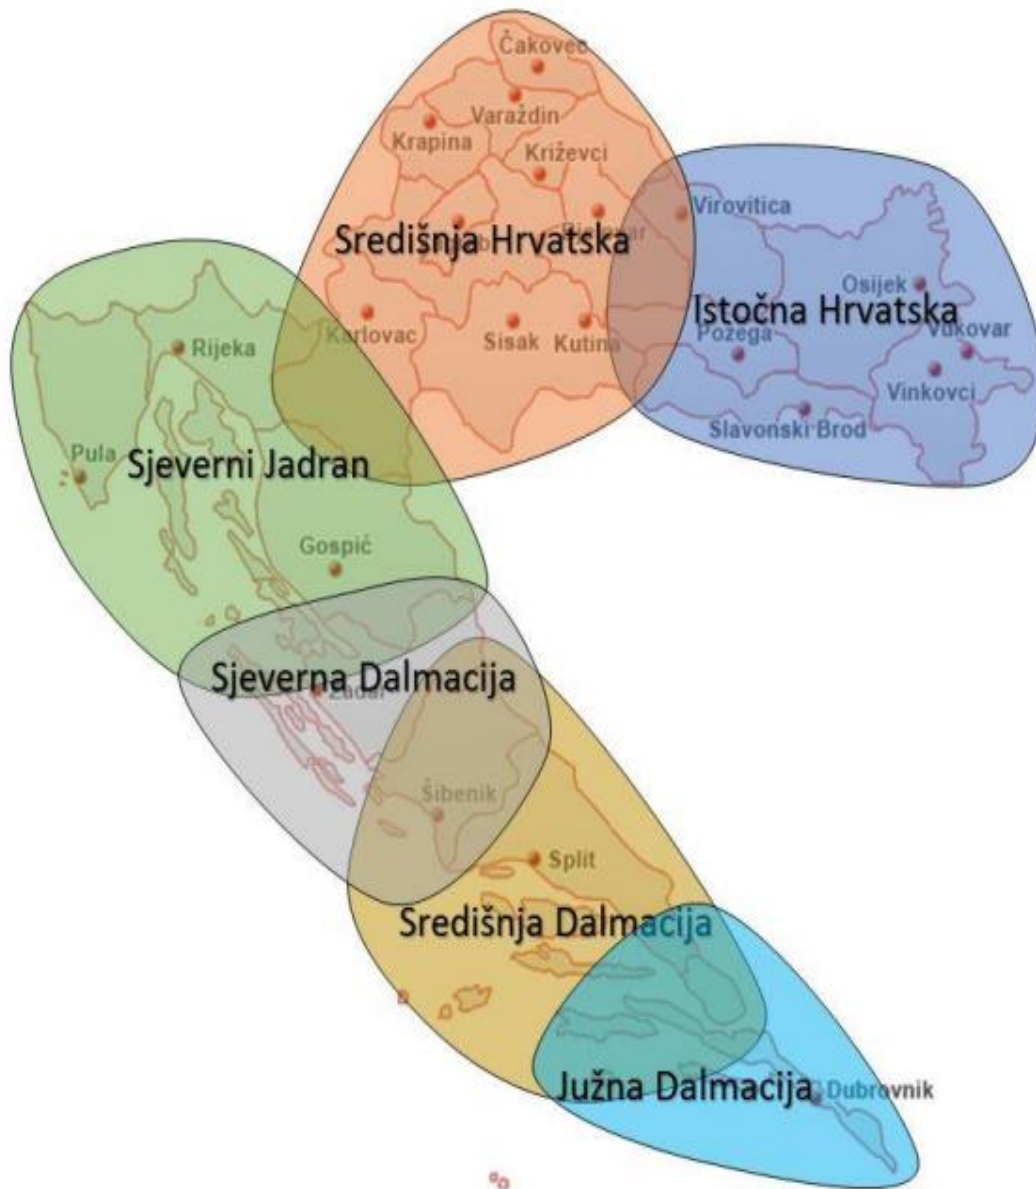 Čakovec
Varaždin
Krapina
Križevci
Virovitica
Središnja Hrvatska
Osijek
Istočna Hrvatska
Karlovac
Sisak
Kutina
Požega
Vukovar
Rijeka
Vinkovci
Slavonski Brod
Pula
Sjeverni Jadran
Gospić
Sjeverna Dalmacija
Zadar
Šibenik
Split
Središnja Dalmacija
Južna Dalmacija
Dubrovnik